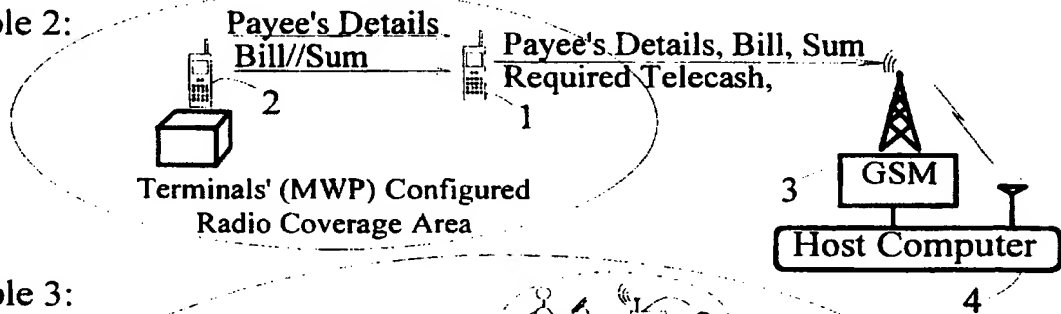 ple 2:
Payee's Details
Bill//Sum
Payee's Details, Bill, Sum
Required Telecash,
2
1
Terminals' (MWP) Configured
Radio Coverage Area
3
GSM
Host Computer
4
ple 3: